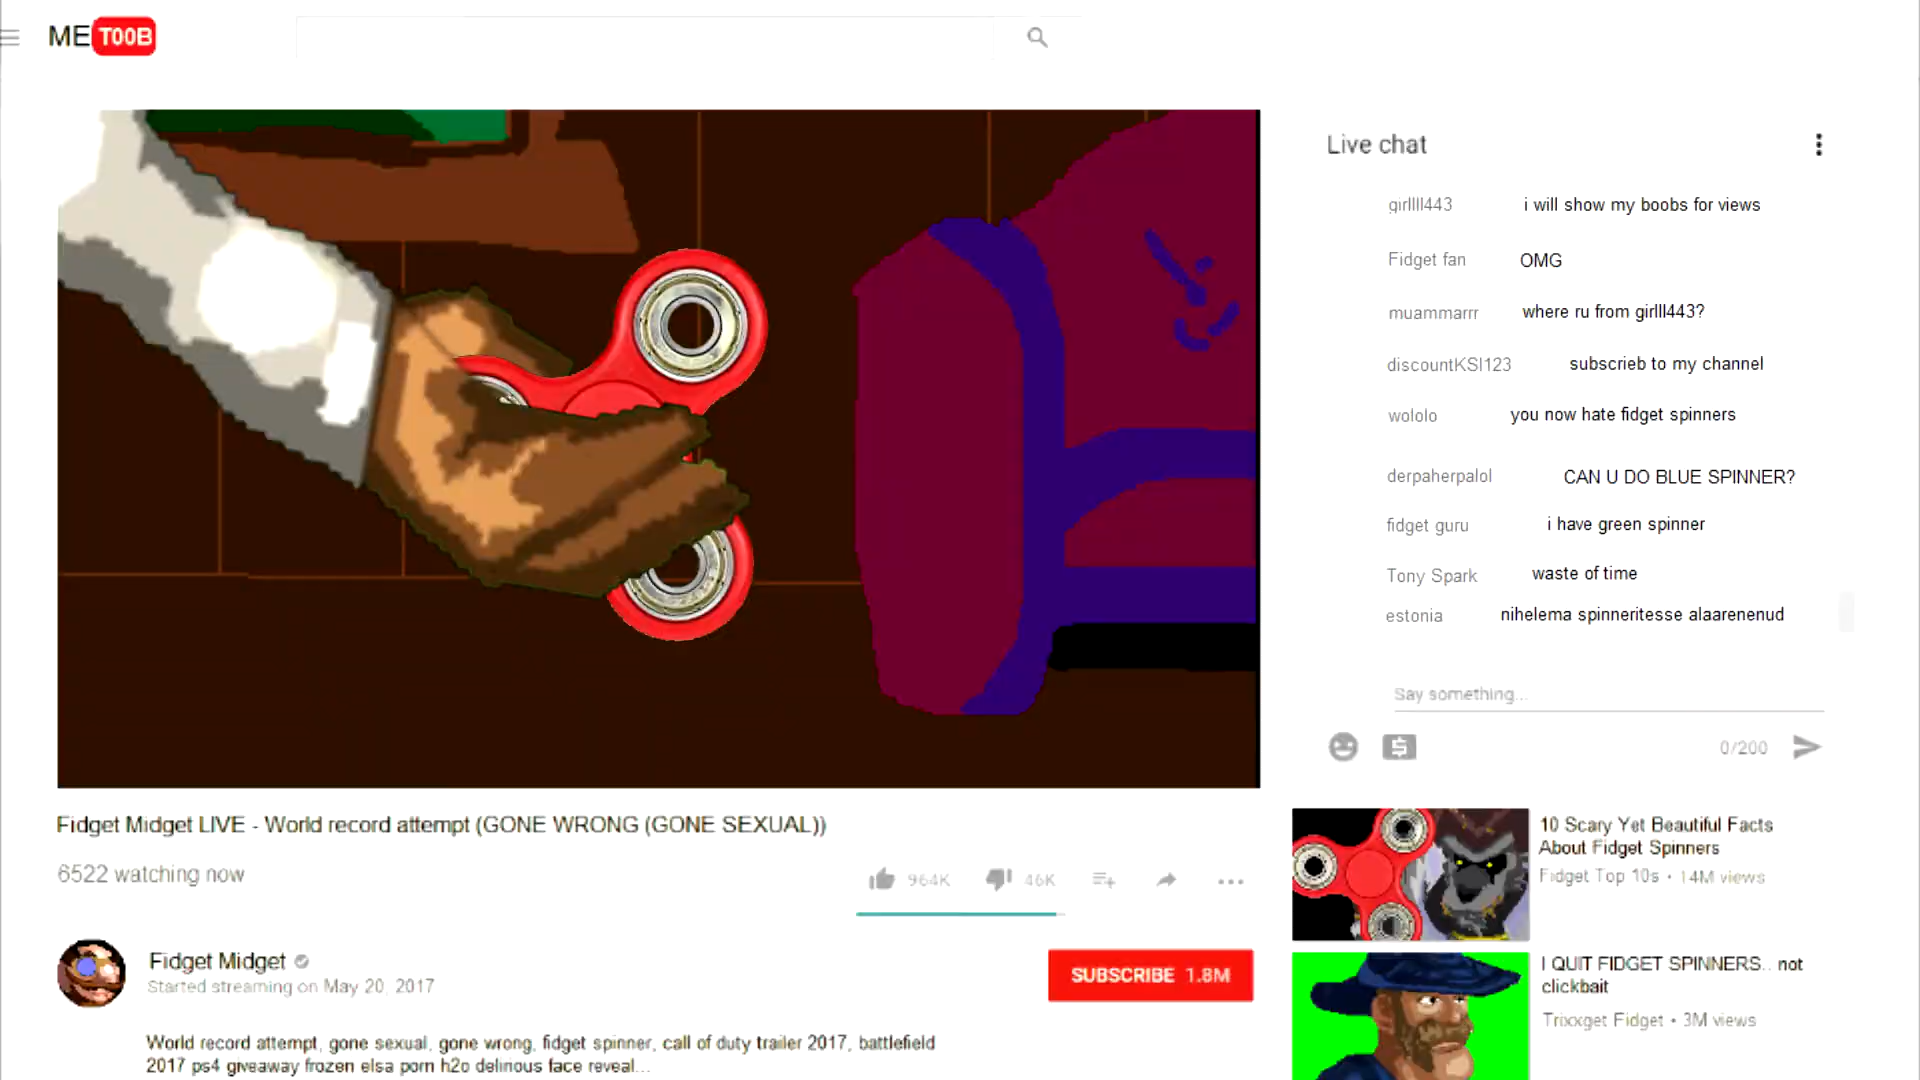 ME TOOB
Live chat
girllll443 i will show my boobs for views
Fidget fan OMG
muammarrr where ru from girlll443?
discountKSI123 subscrieb to my channel
wololo you now hate fidget spinners
derpaherpalol CAN U DO BLUE SPINNER?
fidget guru i have green spinner
Tony Spark waste of time
estonia nihelema spinneritesse alaarenenud
Say something...
0/200
Fidget Midget LIVE - World record attempt (GONE WRONG (GONE SEXUAL))
6522 watching now
964K 46K
Fidget Midget
Started streaming on May 20, 2017
SUBSCRIBE 1.8M
World record attempt, gone sexual, gone wrong, fidget spinner, call of duty trailer 2017, battlefield
2017 ps4 giveaway frozen elsa porn h2o delirious face reveal...
10 Scary Yet Beautiful Facts
About Fidget Spinners
Fidget Top 10s • 14M views
I QUIT FIDGET SPINNERS.. not
clickbait
Trixxget Fidget • 3M views